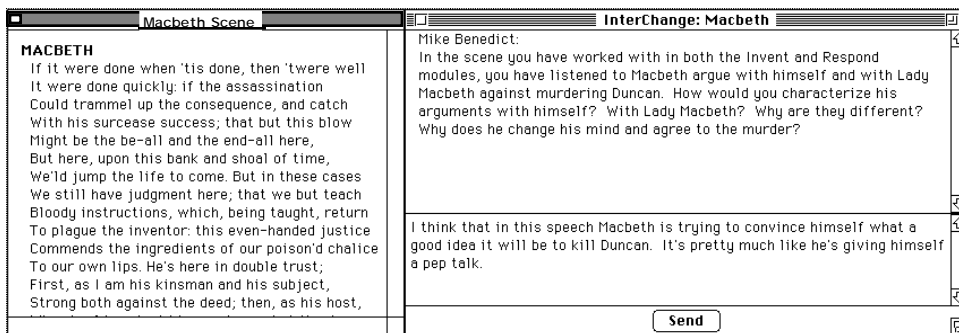 Macbeth Scene
MACBETH
If it were done when 'tis done, then 'twere well
It were done quickly: if the assassination
Could trammel up the consequence, and catch
With his surcease success; that but this blow
Might be the be-all and the end-all here,
But here, upon this bank and shoal of time,
We'ld jump the life to come. But in these cases
We still have judgment here; that we but teach
Bloody instructions, which, being taught, return
To plague the inventor: this even-handed justice
Commends the ingredients of our poison'd chalice
To our own lips. He's here in double trust;
First, as I am his kinsman and his subject,
Strong both against the deed; then, as his host,
InterChange: Macbeth
Mike Benedict:
In the scene you have worked with in both the Invent and Respond
modules, you have listened to Macbeth argue with himself and with Lady
Macbeth against murdering Duncan. How would you characterize his
arguments with himself? With Lady Macbeth? Why are they different?
Why does he change his mind and agree to the murder?
I think that in this speech Macbeth is trying to convince himself what a
good idea it will be to kill Duncan. It's pretty much like he's giving himself
a pep talk.
Send